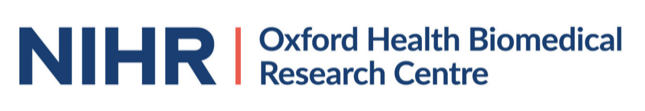 NIHR
Oxford Health Biomedical
Research Centre